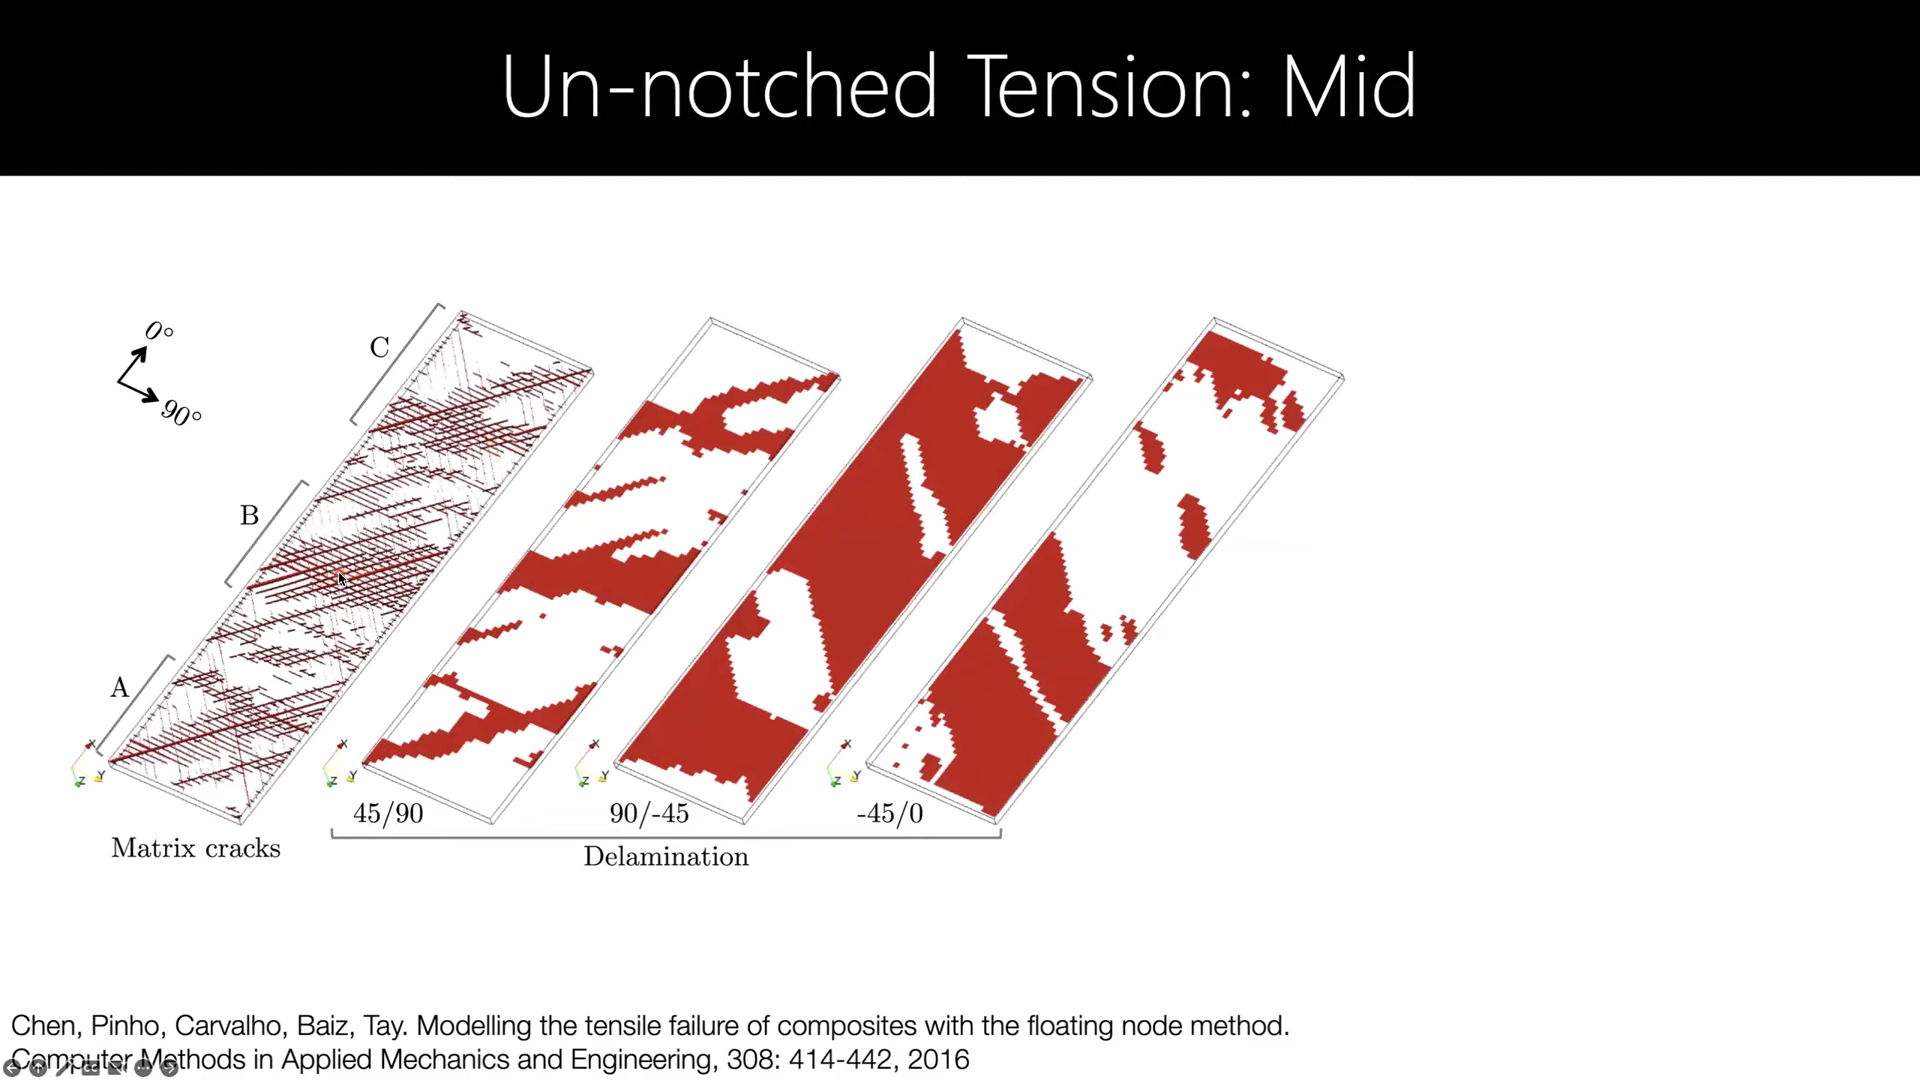 Un-notched Tension: Mid
0°
90°
C
B
A
X
Z
Y
X
Z
Y
X
Z
Y
X
Z
Y
45/90
90/-45
-45/0
Matrix cracks
Delamination
Chen, Pinho, Carvalho, Baiz, Tay. Modelling the tensile failure of composites with the floating node method.
Computer Methods in Applied Mechanics and Engineering, 308: 414-442, 2016